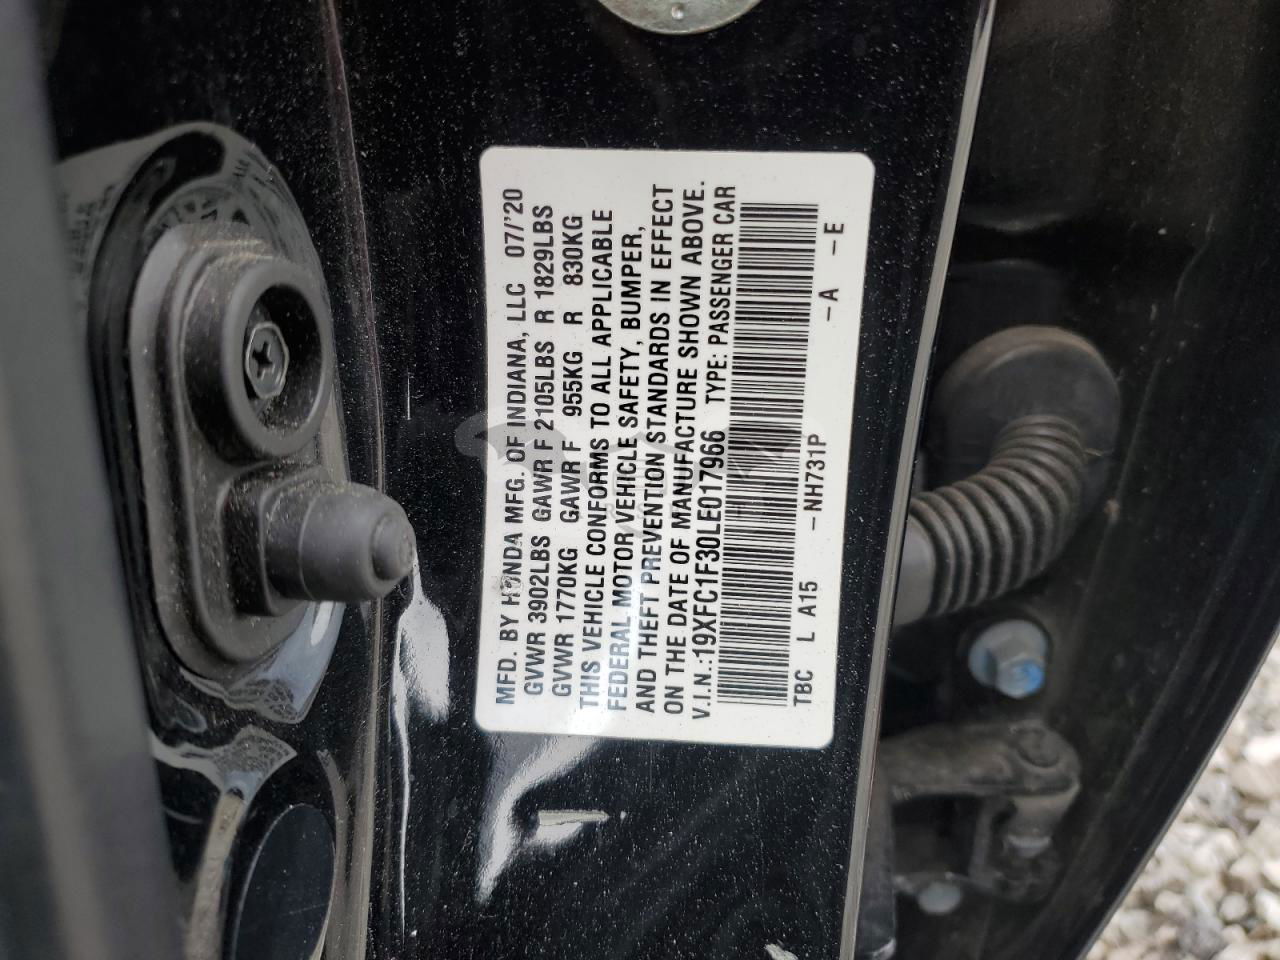 MFD. BY HONDA MFG. OF INDIANA, LLC 07/'20
GVWR 3902LBS GAWR F 2105LBS R 1829LBS
GVWR 1770KG GAWR F 955KG R 830KG
THIS VEHICLE CONFORMS TO ALL APPLICABLE
FEDERAL MOTOR VEHICLE SAFETY, BUMPER,
AND THEFT PREVENTION STANDARDS IN EFFECT
ON THE DATE OF MANUFACTURE SHOWN ABOVE.
V.I.N.:19XFC1F30LE017966 TYPE: PASSENGER CAR
TBC L A15 -NH731P -A -E